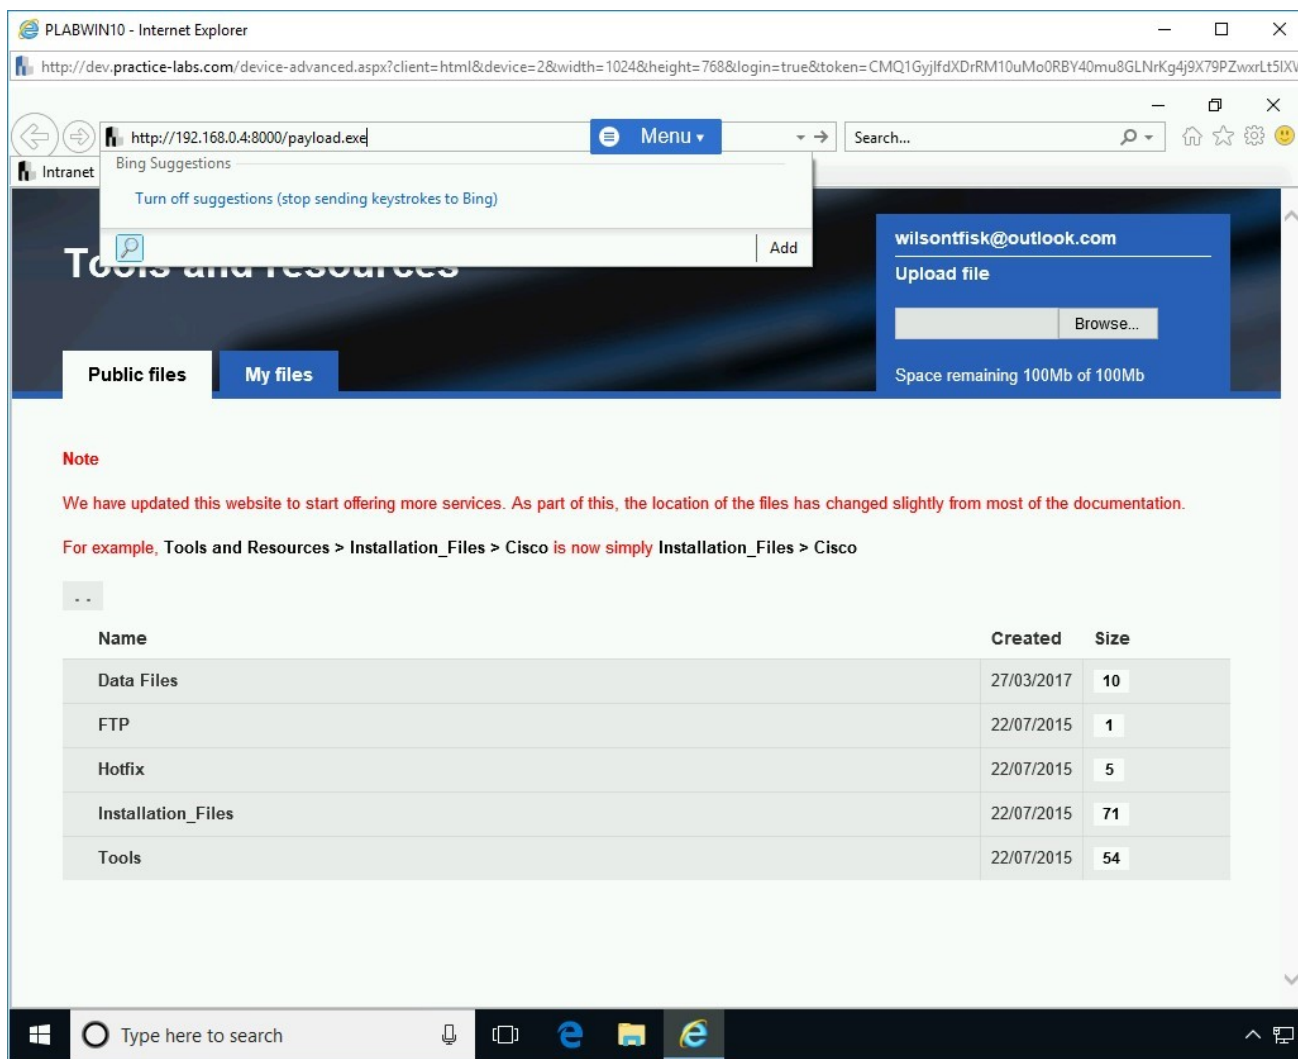 PLABWIN10 - Internet Explorer
http://dev.practice-labs.com/device-advanced.aspx?client=html&device=2&width=1024&height=768&login=true&token=CMQ1GyjlfdXDrRM10uMo0RBY40mu8GLNrKg4j9X79PZwxrLt5IXV
http://192.168.0.4:8000/payload.exe
Menu
Search...
Intranet
Bing Suggestions
Turn off suggestions (stop sending keystrokes to Bing)
Add
Tools and resources
wilsontfisk@outlook.com
Upload file
Browse...
Space remaining 100Mb of 100Mb
Public files
My files
Note
We have updated this website to start offering more services. As part of this, the location of the files has changed slightly from most of the documentation.
For example, Tools and Resources > Installation_Files > Cisco is now simply Installation_Files > Cisco
. .
Name Created Size
Data Files 27/03/2017 10
FTP 22/07/2015 1
Hotfix 22/07/2015 5
Installation_Files 22/07/2015 71
Tools 22/07/2015 54
Type here to search